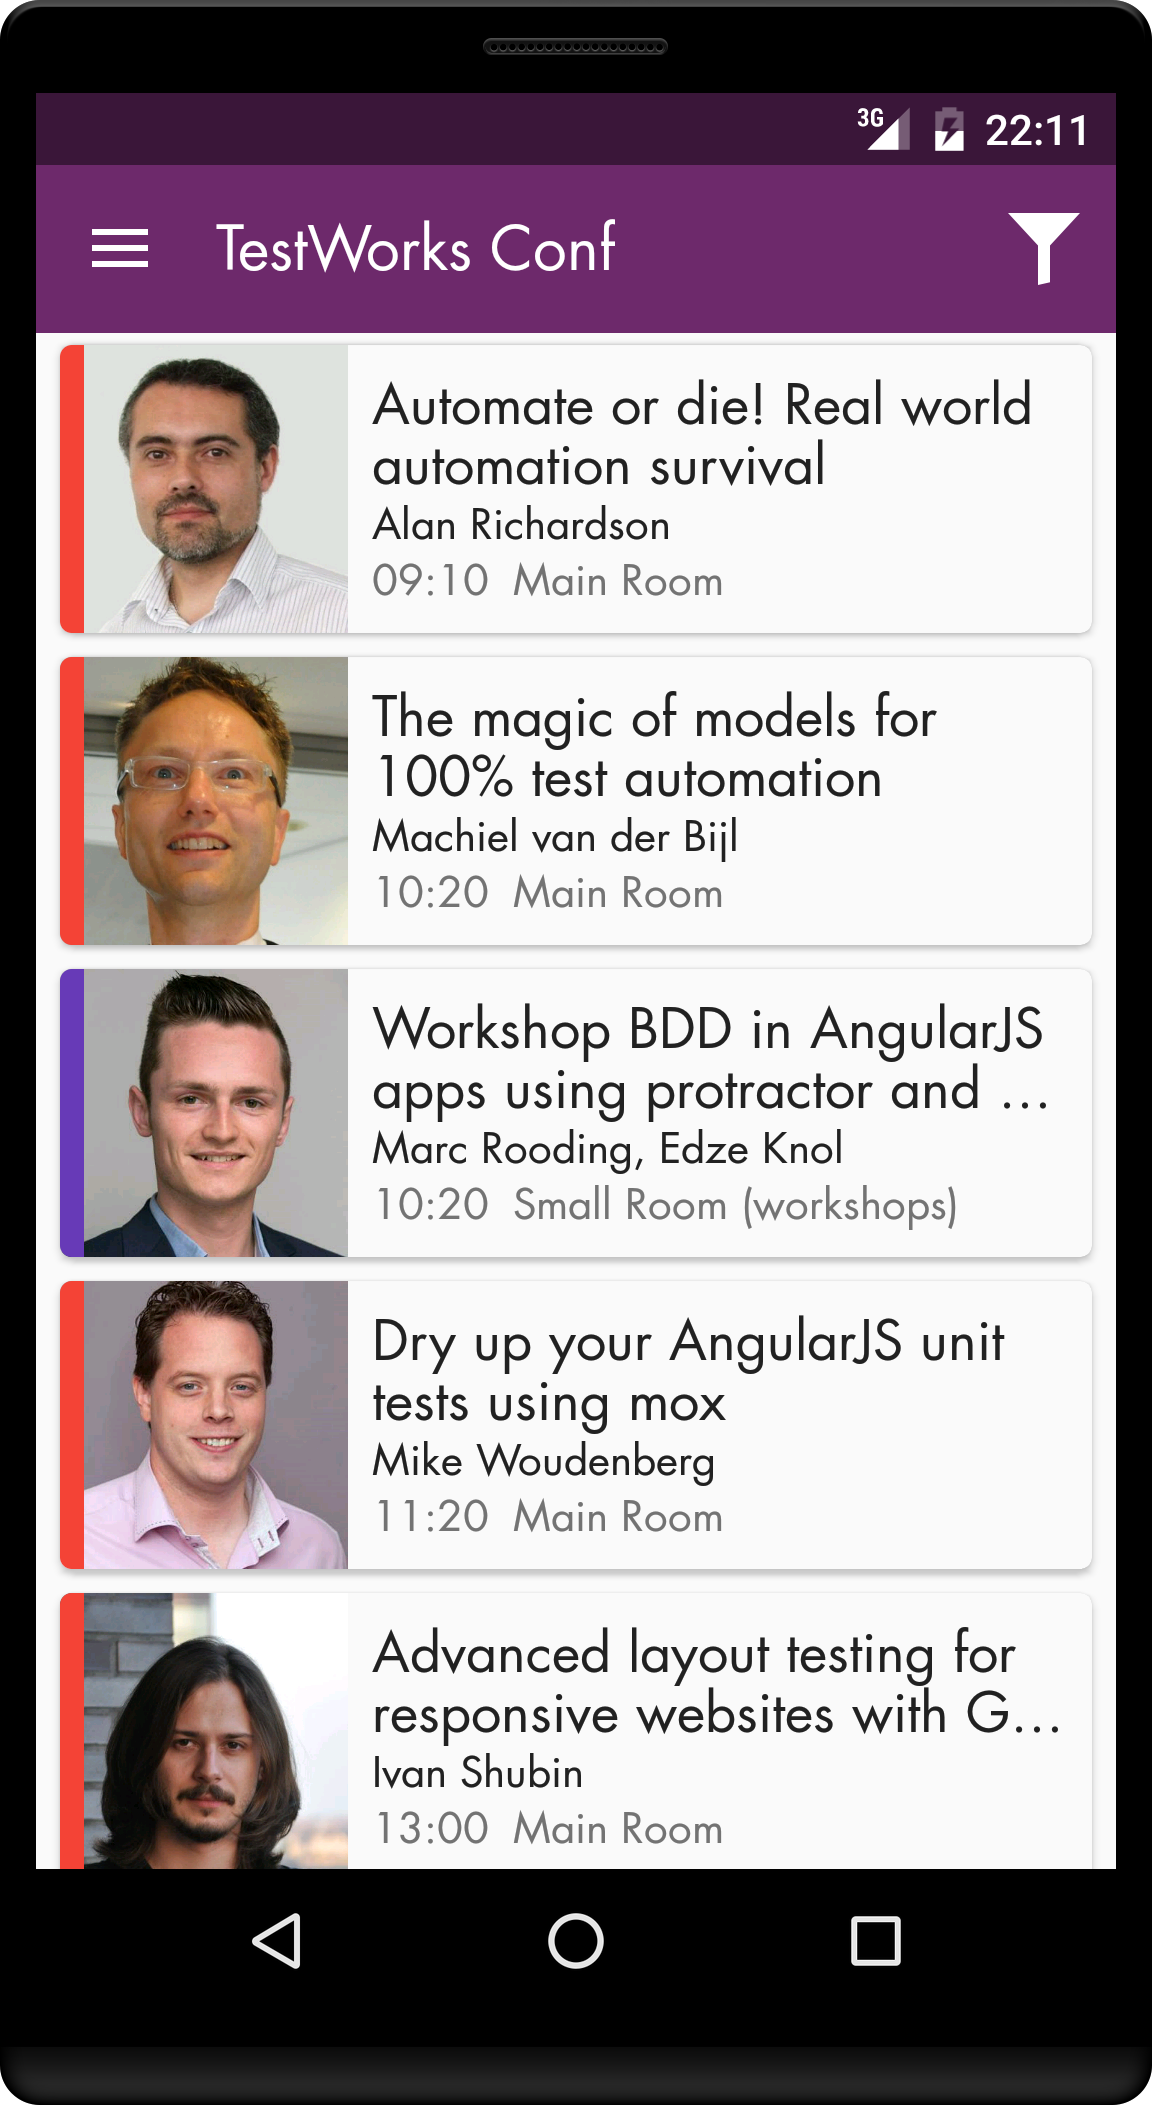 3G 22:11
TestWorks Conf
Automate or die! Real world
automation survival
Alan Richardson
09:10 Main Room
The magic of models for
100% test automation
Machiel van der Bijl
10:20 Main Room
Workshop BDD in AngularJS
apps using protractor and ...
Marc Rooding, Edze Knol
10:20 Small Room (workshops)
Dry up your AngularJS unit
tests using mox
Mike Woudenberg
11:20 Main Room
Advanced layout testing for
responsive websites with G...
Ivan Shubin
13:00 Main Room